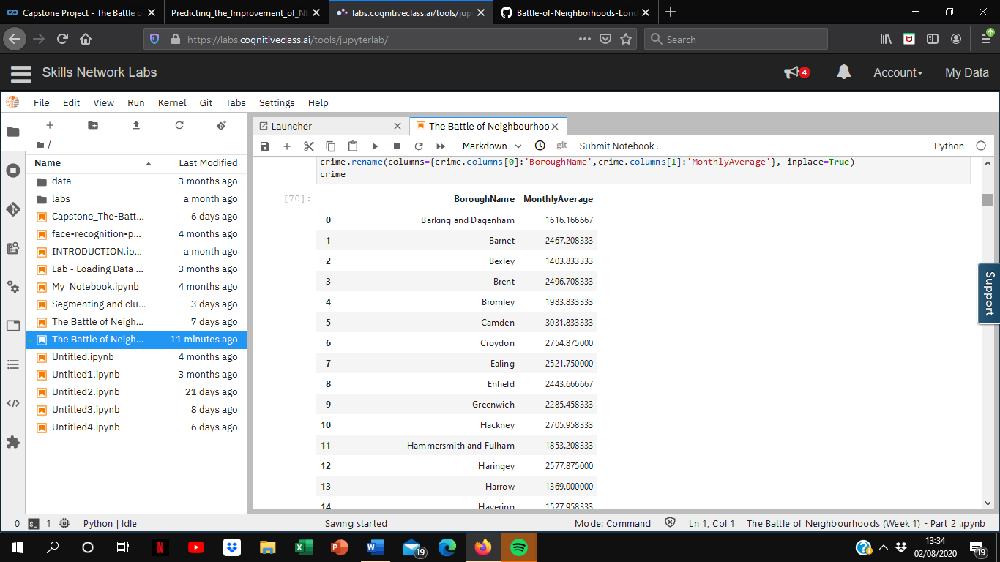 Capstone Project - The Battle of
Predicting_the_Improvement_of_NB
labs.cognitiveclass.ai/tools/jup
Battle-of-Neighborhoods-Lond
https://labs.cognitiveclass.ai/tools/jupyterlab/
Search
Skills Network Labs
4
Account
My Data
File Edit View Run Kernel Git Tabs Settings Help
Launcher
The Battle of Neighbourhoo
/
Markdown
git
Submit Notebook ...
Python
Name
Last Modified
data 3 months ago
labs a month ago
Capstone_The-Batt... 6 days ago
face-recognition-p... 4 months ago
INTRODUCTION.ip... a month ago
Lab - Loading Data ... 3 months ago
My_Notebook.ipynb 4 months ago
Segmenting and clu... 3 days ago
The Battle of Neigh... 7 days ago
The Battle of Neigh... 11 minutes ago
Untitled.ipynb 4 months ago
Untitled1.ipynb 3 months ago
Untitled2.ipynb 21 days ago
Untitled3.ipynb 8 days ago
Untitled4.ipynb 6 days ago
crime.rename(columns={crime.columns[0]:'BoroughName',crime.columns[1]:'MonthlyAverage'}, inplace=True)
crime
[70]:
BoroughName MonthlyAverage
0 Barking and Dagenham 1616.166667
1 Barnet 2467.208333
2 Bexley 1403.833333
3 Brent 2496.708333
4 Bromley 1983.833333
5 Camden 3031.833333
6 Croydon 2754.875000
7 Ealing 2521.750000
8 Enfield 2443.666667
9 Greenwich 2285.458333
10 Hackney 2705.958333
11 Hammersmith and Fulham 1853.208333
12 Haringey 2577.875000
13 Harrow 1369.000000
14 Havering 1527.958333
Support
0
1
Python | Idle
Saving started
Mode: Command
Ln 1, Col 1
The Battle of Neighbourhoods (Week 1) - Part 2 .ipynb
19
13:34
02/08/2020
19